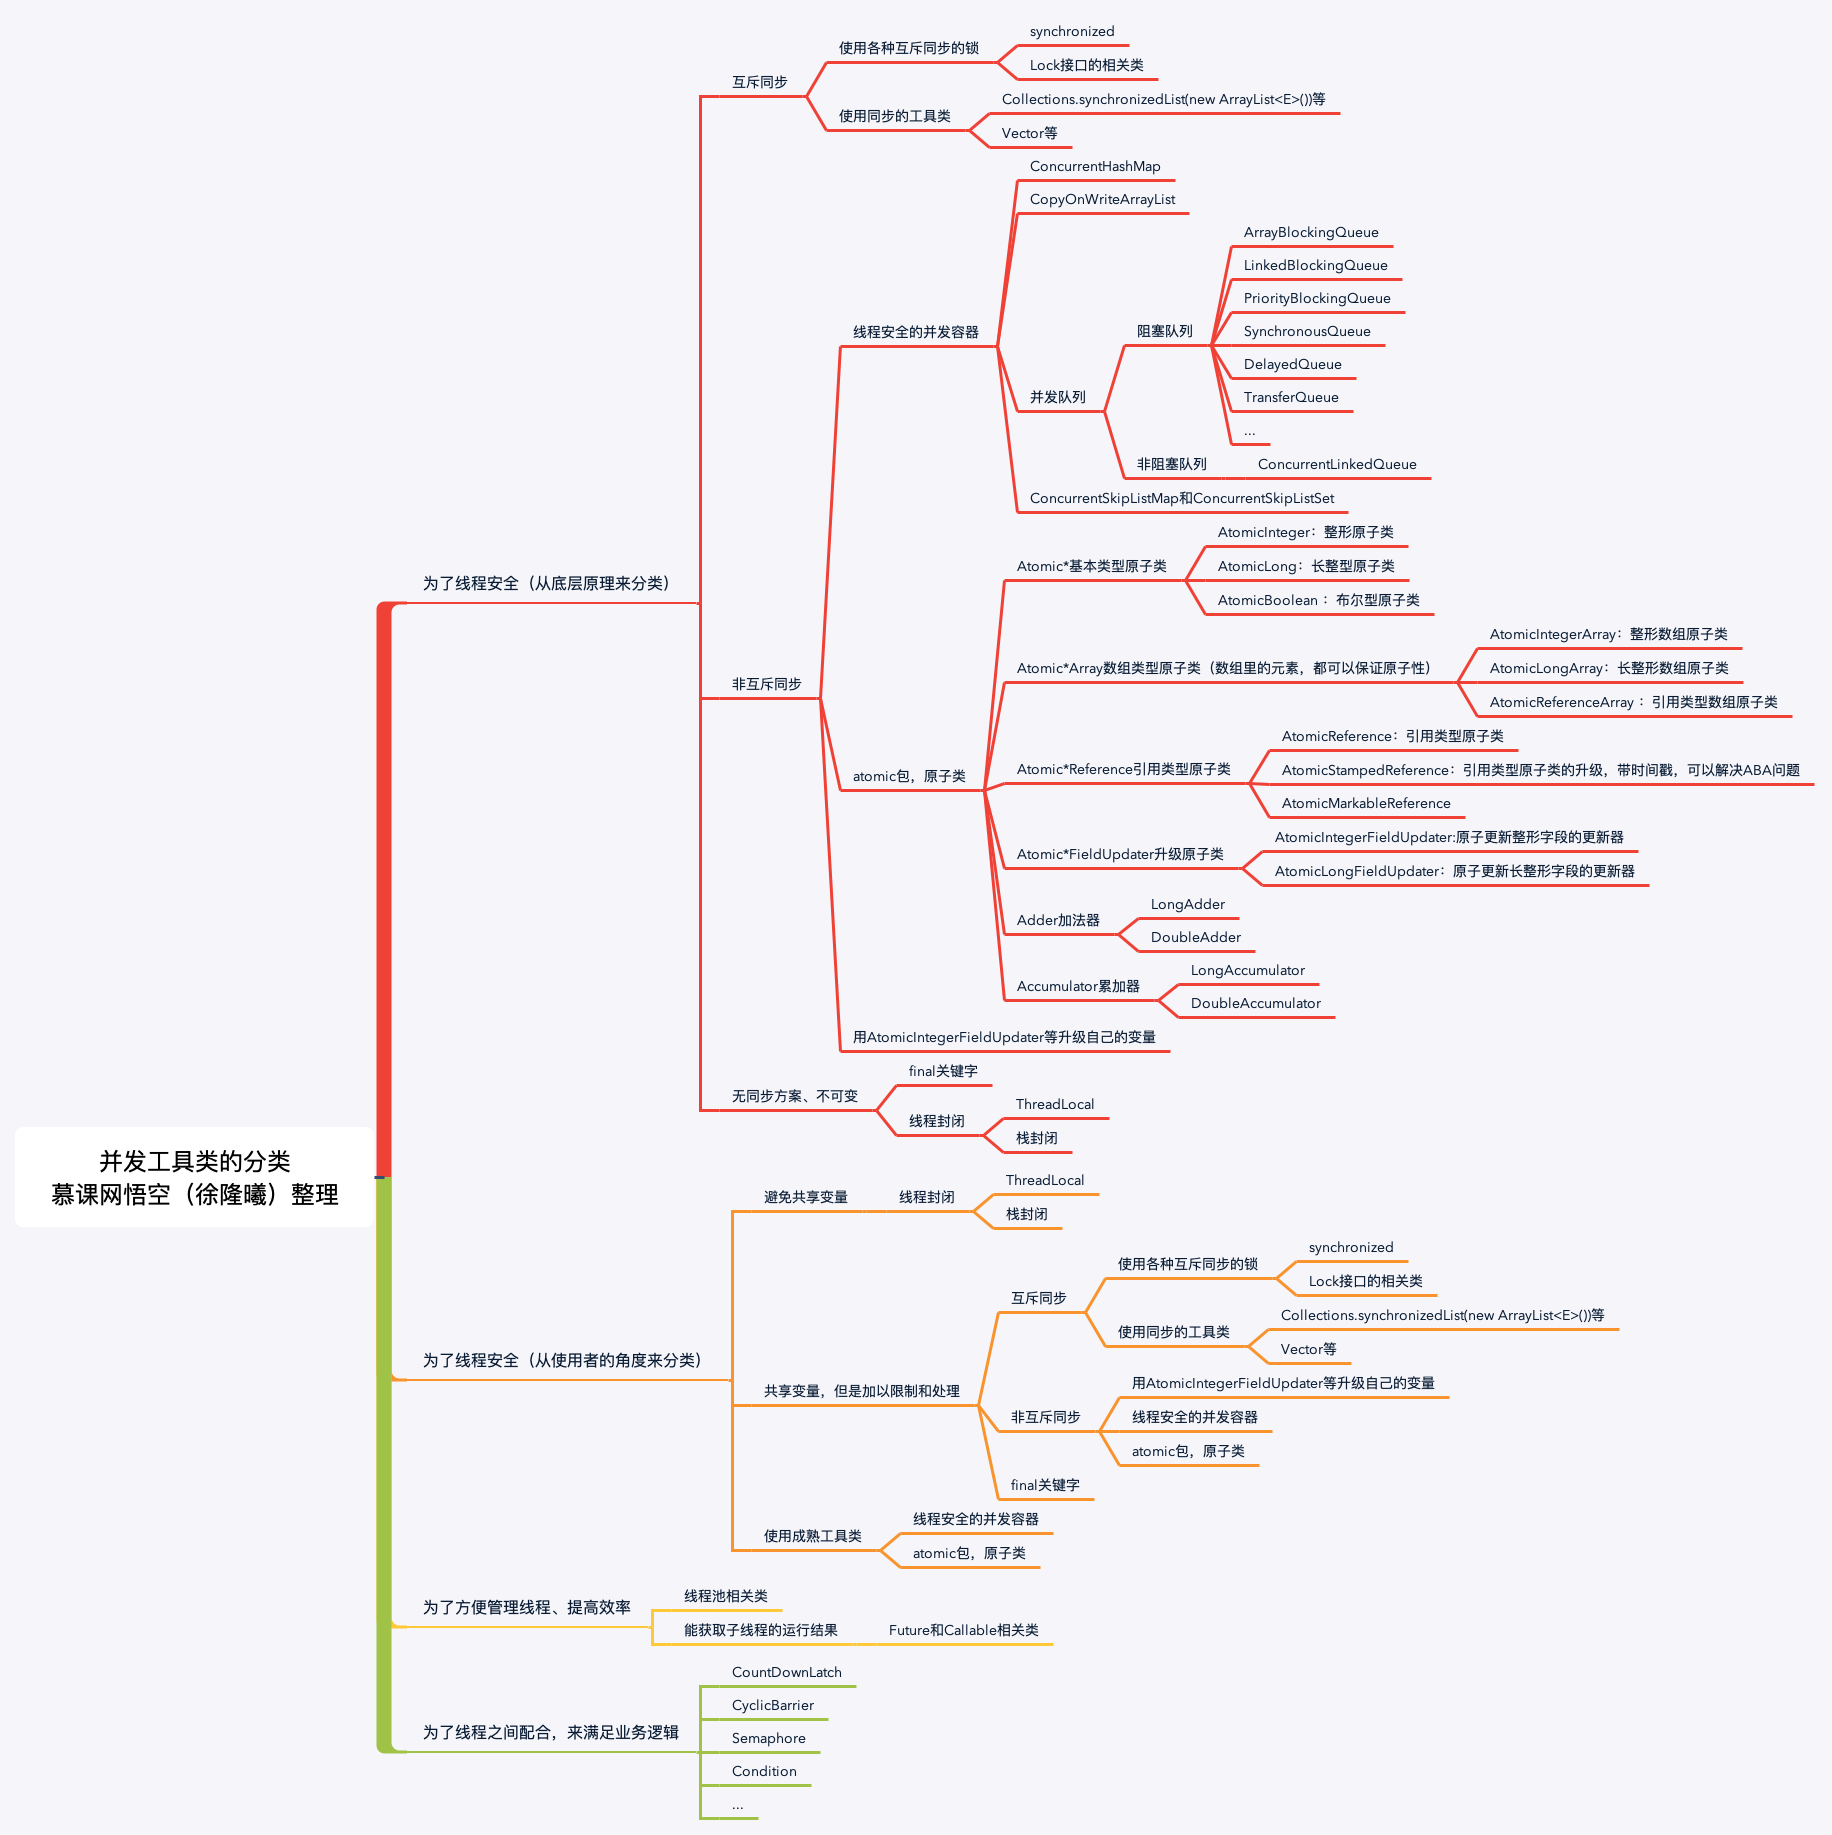 并发工具类的分类
慕课网悟空（徐隆曦）整理
为了线程安全（从底层原理来分类）
互斥同步
使用各种互斥同步的锁
synchronized
Lock接口的相关类
使用同步的工具类
Collections.synchronizedList(new ArrayList<E>())等
Vector等
非互斥同步
线程安全的并发容器
ConcurrentHashMap
CopyOnWriteArrayList
并发队列
阻塞队列
ArrayBlockingQueue
LinkedBlockingQueue
PriorityBlockingQueue
SynchronousQueue
DelayedQueue
TransferQueue
...
非阻塞队列
ConcurrentLinkedQueue
ConcurrentSkipListMap和ConcurrentSkipListSet
atomic包，原子类
Atomic*基本类型原子类
AtomicInteger：整形原子类
AtomicLong：长整型原子类
AtomicBoolean ：布尔型原子类
Atomic*Array数组类型原子类（数组里的元素，都可以保证原子性）
AtomicIntegerArray：整形数组原子类
AtomicLongArray：长整形数组原子类
AtomicReferenceArray ：引用类型数组原子类
Atomic*Reference引用类型原子类
AtomicReference：引用类型原子类
AtomicStampedReference：引用类型原子类的升级，带时间戳，可以解决ABA问题
AtomicMarkableReference
Atomic*FieldUpdater升级原子类
AtomicIntegerFieldUpdater:原子更新整形字段的更新器
AtomicLongFieldUpdater：原子更新长整形字段的更新器
Adder加法器
LongAdder
DoubleAdder
Accumulator累加器
LongAccumulator
DoubleAccumulator
用AtomicIntegerFieldUpdater等升级自己的变量
无同步方案、不可变
final关键字
线程封闭
ThreadLocal
栈封闭
为了线程安全（从使用者的角度来分类）
避免共享变量
线程封闭
ThreadLocal
栈封闭
共享变量，但是加以限制和处理
互斥同步
使用各种互斥同步的锁
synchronized
Lock接口的相关类
使用同步的工具类
Collections.synchronizedList(new ArrayList<E>())等
Vector等
非互斥同步
用AtomicIntegerFieldUpdater等升级自己的变量
线程安全的并发容器
atomic包，原子类
final关键字
使用成熟工具类
线程安全的并发容器
atomic包，原子类
为了方便管理线程、提高效率
线程池相关类
能获取子线程的运行结果
Future和Callable相关类
为了线程之间配合，来满足业务逻辑
CountDownLatch
CyclicBarrier
Semaphore
Condition
...